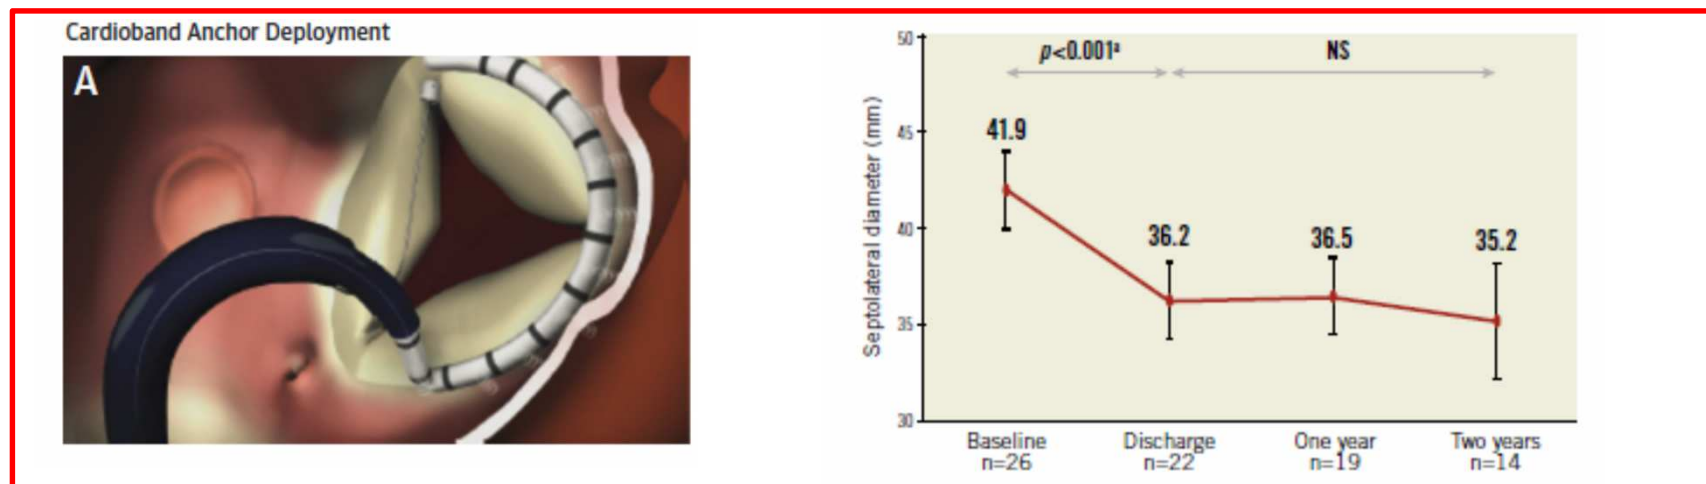 Cardioband Anchor Deployment
A
50
p<0.001ª
NS
45
41.9
40
36.2
36.5
35.2
35
30
Septolateral diameter (mm)
Baseline
n=26
Discharge
n=22
One year
n=19
Two years
n=14